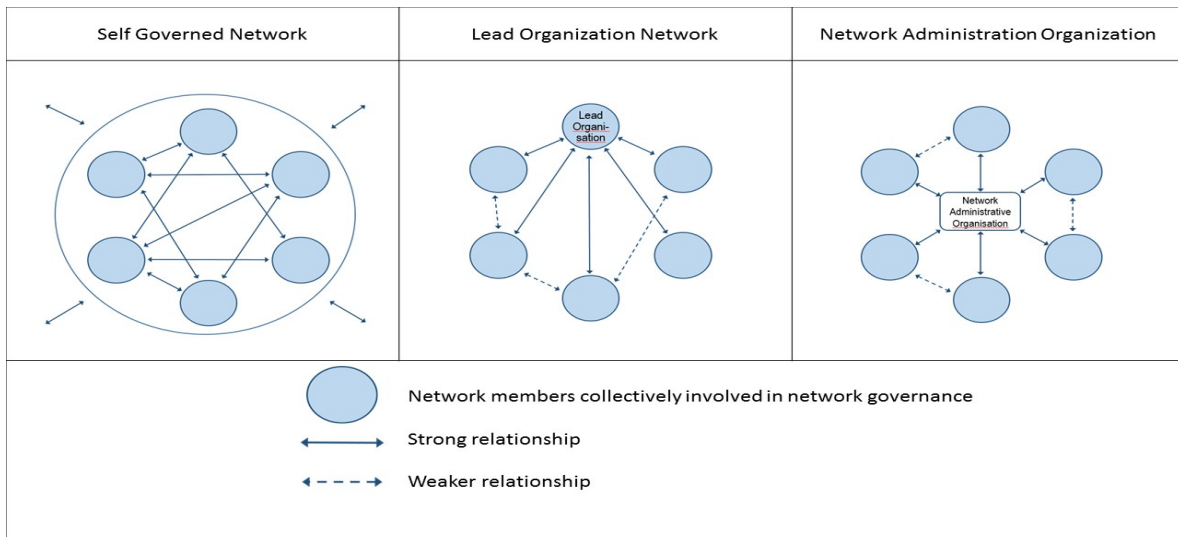 Self Governed Network
Lead Organization Network
Network Administration Organization
Lead
Organi-
sation
Network
Administrative
Organisation
Network members collectively involved in network governance
Strong relationship
Weaker relationship